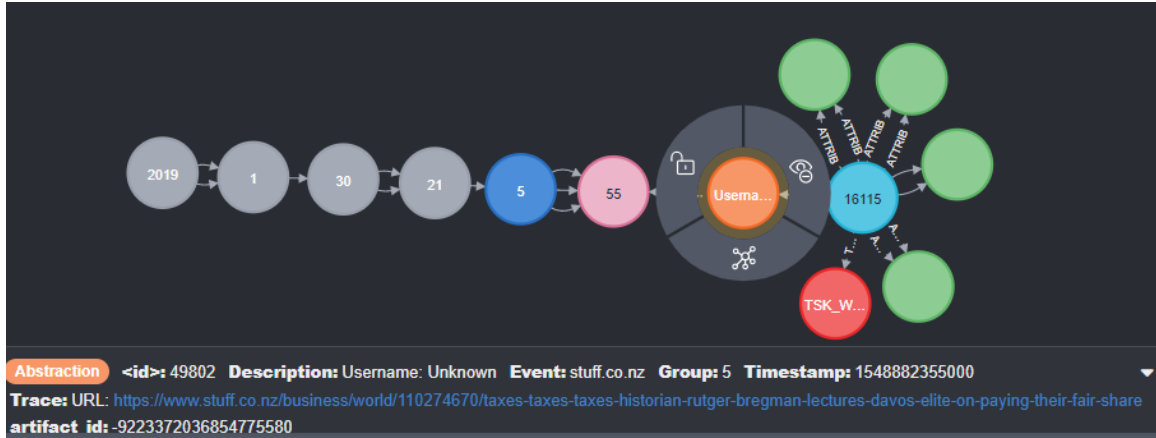 ATTRIB
ATTRIB
ATTRIB
ATTRIB
2019
1
30
21
5
55
Userna...
16115
A...
A...
T...
TSK_W...
Abstraction <id>: 49802 Description: Username: Unknown Event: stuff.co.nz Group: 5 Timestamp: 1548882355000
Trace: URL: https://www.stuff.co.nz/business/world/110274670/taxes-taxes-taxes-historian-rutger-bregman-lectures-davos-elite-on-paying-their-fair-share
artifact_id: -9223372036854775580